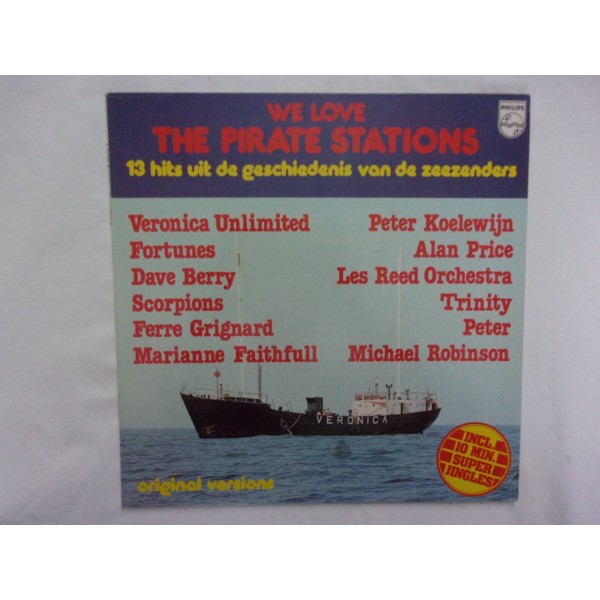 WE LOVE
THE PIRATE STATIONS
13 hits uit de geschiedenis van de zeezenders
PHILIPS
Veronica Unlimited
Fortunes
Dave Berry
Scorpions
Ferre Grignard
Marianne Faithfull
Peter Koelewijn
Alan Price
Les Reed Orchestra
Trinity
Peter
Michael Robinson
VERONICA
INCL.
10 MIN.
SUPER
JINGLES!
original versions